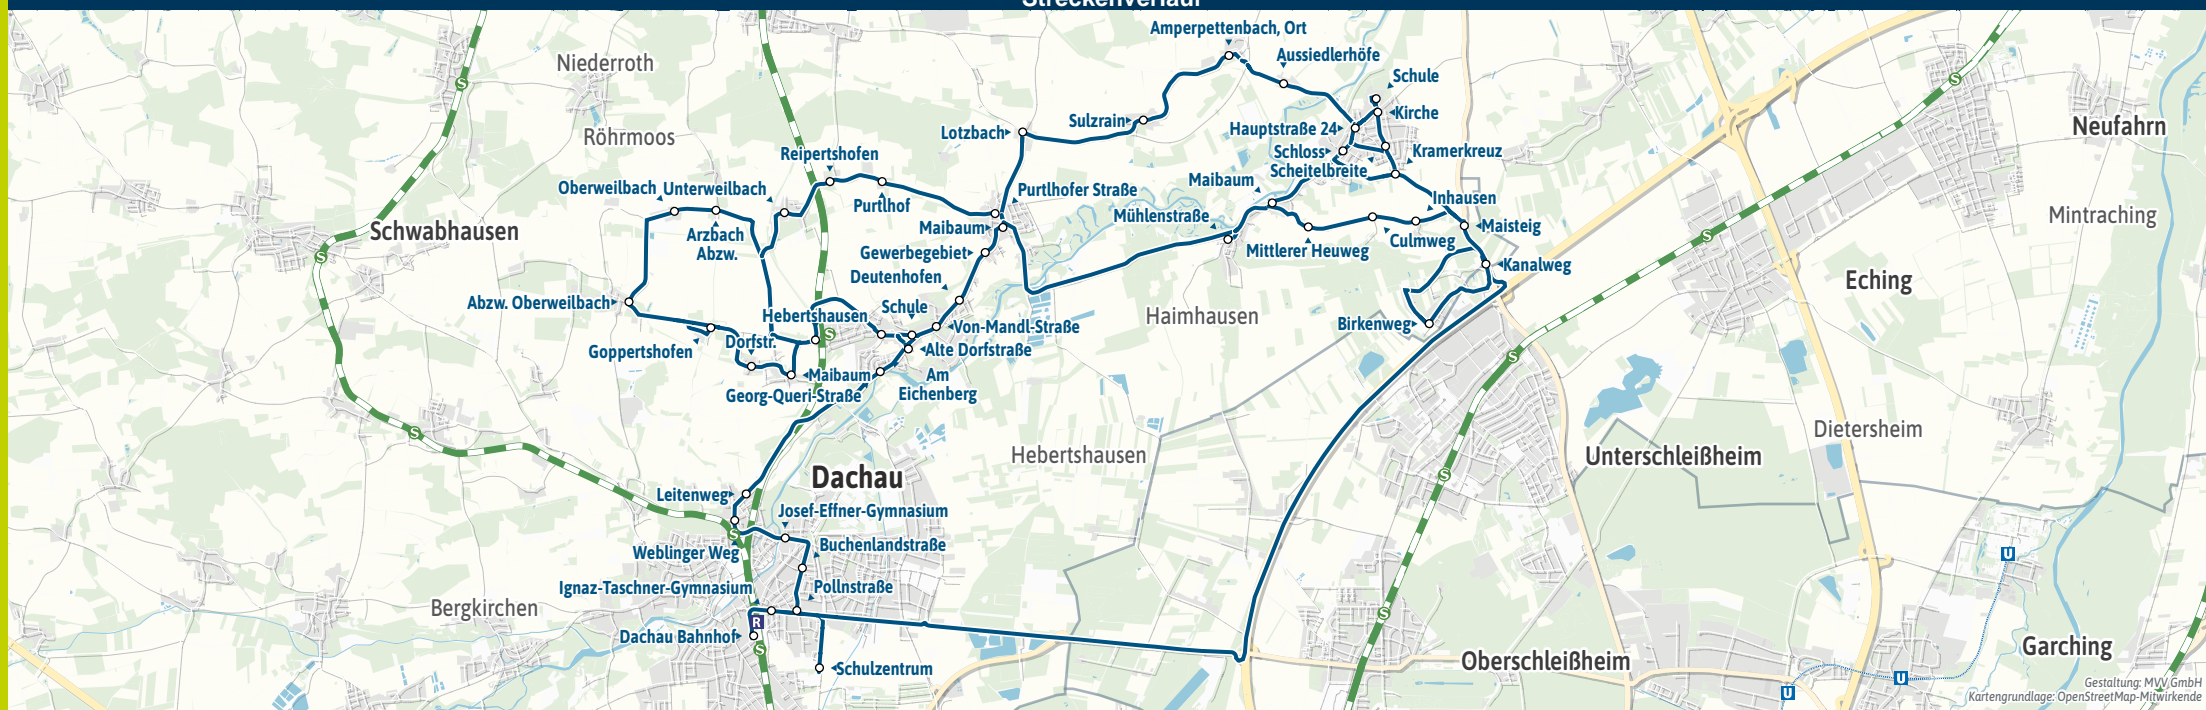 Streckenverlauf
Amperpettenbach, Ort
Aussiedlerhöfe
Niederroth
Schule
Kirche
Sulzrain
Lotzbach
Hauptstraße 24
Neufahrn
Röhrmoos
Reipertshofen
Schloss
Kramerkreuz
Scheitelbreite
Oberweilbach
Unterweilbach
Purtlhofer Straße
Maibaum
Inhausen
Purtlhof
Mühlenstraße
Mintraching
Schwabhausen
Arzbach
Abzw.
Maibaum
Maisteig
Gewerbegebiet
Mittlerer Heuweg
Culmweg
Kanalweg
Deutenhofen
Eching
Abzw. Oberweilbach
Schule
Hebertshausen
Haimhausen
Birkenweg
Von-Mandl-Straße
Goppertshofen
Dorfstr.
Alte Dorfstraße
Maibaum
Am
Eichenberg
Georg-Queri-Straße
Dietersheim
Hebertshausen
Unterschleißheim
Dachau
Leitenweg
Josef-Effner-Gymnasium
Weblinger Weg
Buchenlandstraße
Ignaz-Taschner-Gymnasium
Pollnstraße
Bergkirchen
Dachau Bahnhof
R
Schulzentrum
Oberschleißheim
Garching
S
S
S
S
S
S
S
S
S
S
S
U
U
U
Gestaltung: MVV GmbH
Kartengrundlage: OpenStreetMap-Mitwirkende